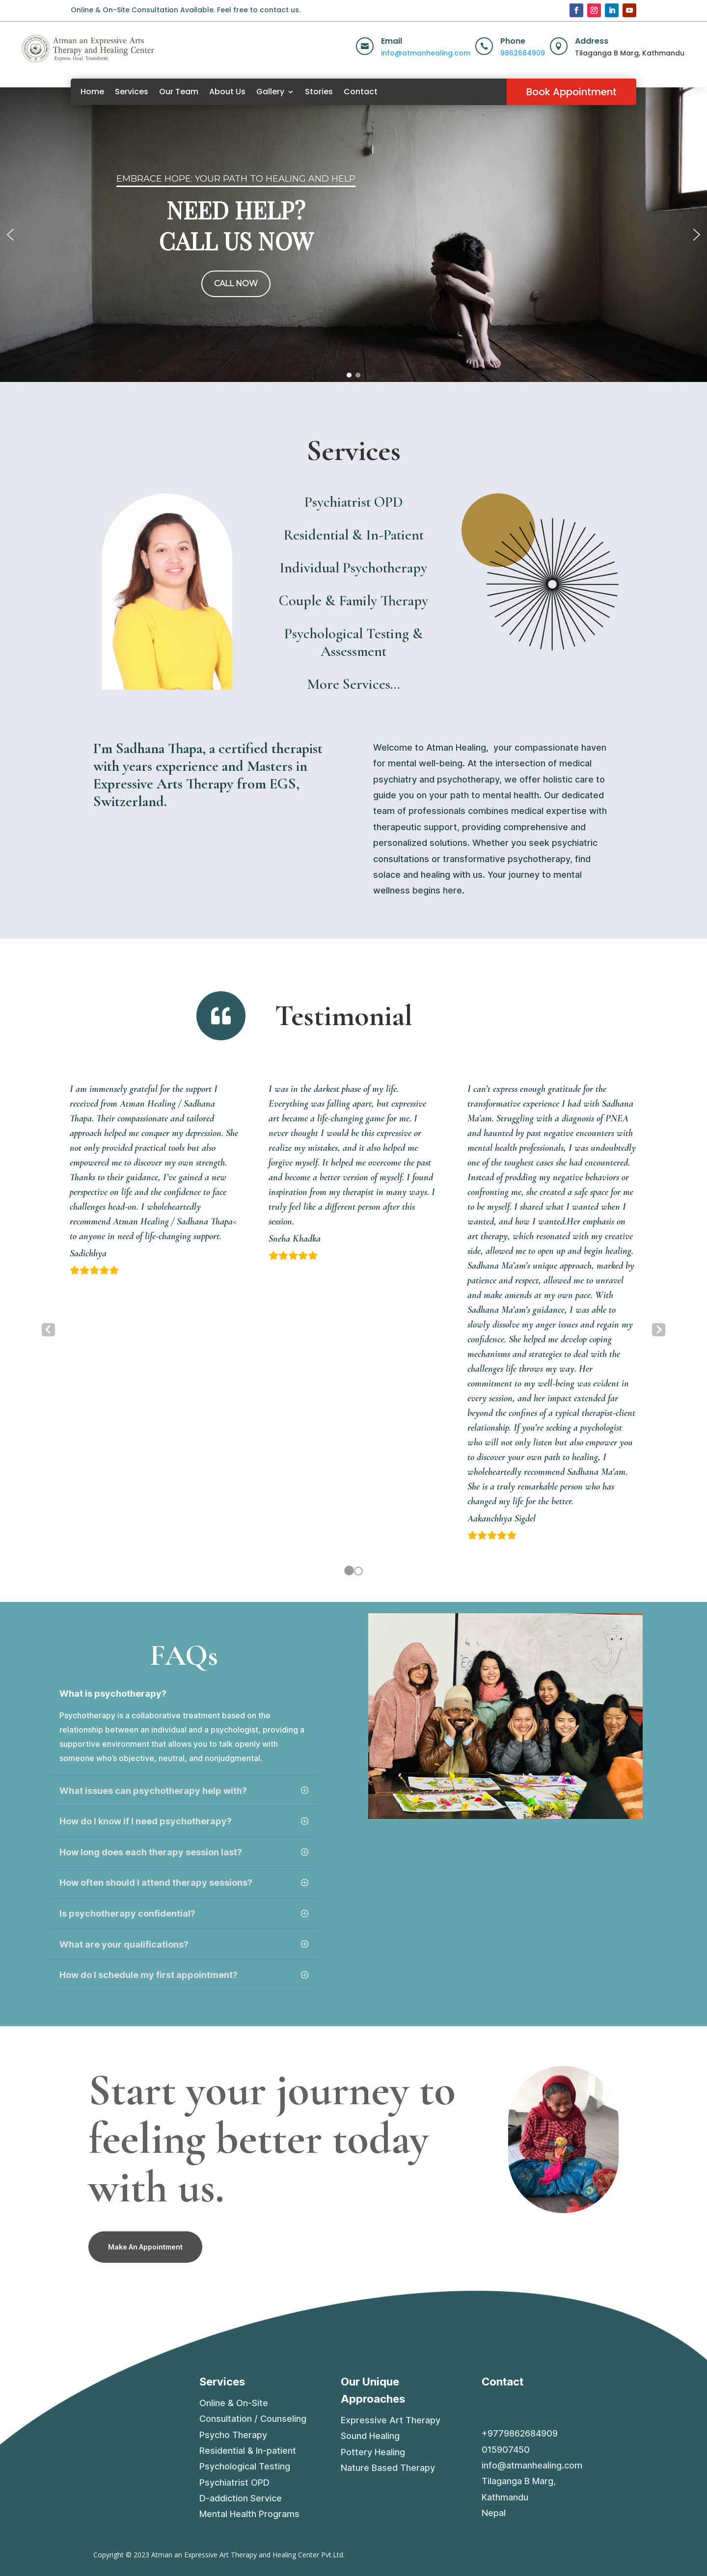 Online & On-Site Consultation Available. Feel free to contact us.
Atman an Expressive Arts
Therapy and Healing Center
Express. Heal. Transform.
Email
info@atmanhealing.com
Phone
9862684909
Address
Tilaganga B Marg, Kathmandu
Home Services Our Team About Us Gallery Stories Contact Book Appointment
EMBRACE HOPE: YOUR PATH TO HEALING AND HELP
NEED HELP?
CALL US NOW
CALL NOW
Services
Psychiatrist OPD
Residential & In-Patient
Individual Psychotherapy
Couple & Family Therapy
Psychological Testing &
Assessment
More Services...
I'm Sadhana Thapa, a certified therapist
with years experience and Masters in
Expressive Arts Therapy from EGS,
Switzerland.
Welcome to Atman Healing,  your compassionate haven
for mental well-being. At the intersection of medical
psychiatry and psychotherapy, we offer holistic care to
guide you on your path to mental health. Our dedicated
team of professionals combines medical expertise with
therapeutic support, providing comprehensive and
personalized solutions. Whether you seek psychiatric
consultations or transformative psychotherapy, find
solace and healing with us. Your journey to mental
wellness begins here.
Testimonial
I am immensely grateful for the support I
received from Atman Healing / Sadhana
Thapa. Their compassionate and tailored
approach helped me conquer my depression. She
not only provided practical tools but also
empowered me to discover my own strength.
Thanks to their guidance, I've gained a new
perspective on life and the confidence to face
challenges head-on. I wholeheartedly
recommend Atman Healing / Sadhana Thapa<
to anyone in need of life-changing support.
Sadichhya
I was in the darkest phase of my life.
Everything was falling apart, but expressive
art became a life-changing game for me. I
never thought I would be this expressive or
realize my mistakes, and it also helped me
forgive myself. It helped me overcome the past
and become a better version of myself. I found
inspiration from my therapist in many ways. I
truly feel like a different person after this
session.
Sneha Khadka
I can't express enough gratitude for the
transformative experience I had with Sadhana
Ma'am. Struggling with a diagnosis of PNEA
and haunted by past negative encounters with
mental health professionals, I was undoubtedly
one of the toughest cases she had encountered.
Instead of prodding my negative behaviors or
confronting me, she created a safe space for me
to be myself. I shared what I wanted when I
wanted, and how I wanted.Her emphasis on
art therapy, which resonated with my creative
side, allowed me to open up and begin healing.
Sadhana Ma'am's unique approach, marked by
patience and respect, allowed me to unravel
and make amends at my own pace. With
Sadhana Ma'am's guidance, I was able to
slowly dissolve my anger issues and regain my
confidence. She helped me develop coping
mechanisms and strategies to deal with the
challenges life throws my way. Her
commitment to my well-being was evident in
every session, and her impact extended far
beyond the confines of a typical therapist-client
relationship. If you're seeking a psychologist
who will not only listen but also empower you
to discover your own path to healing, I
wholeheartedly recommend Sadhana Ma'am.
She is a truly remarkable person who has
changed my life for the better.
Aakanchhya Sigdel
FAQs
What is psychotherapy?
Psychotherapy is a collaborative treatment based on the
relationship between an individual and a psychologist, providing a
supportive environment that allows you to talk openly with
someone who's objective, neutral, and nonjudgmental.
What issues can psychotherapy help with?
How do I know if I need psychotherapy?
How long does each therapy session last?
How often should I attend therapy sessions?
Is psychotherapy confidential?
What are your qualifications?
How do I schedule my first appointment?
Start your journey to
feeling better today
with us.
Make An Appointment
Services
Online & On-Site
Consultation / Counseling
Psycho Therapy
Residential & In-patient
Psychological Testing
Psychiatrist OPD
D-addiction Service
Mental Health Programs
Our Unique
Approaches
Expressive Art Therapy
Sound Healing
Pottery Healing
Nature Based Therapy
Contact
+9779862684909
015907450
info@atmanhealing.com
Tilaganga B Marg,
Kathmandu
Nepal
Copyright © 2023 Atman an Expressive Art Therapy and Healing Center Pvt.Ltd.